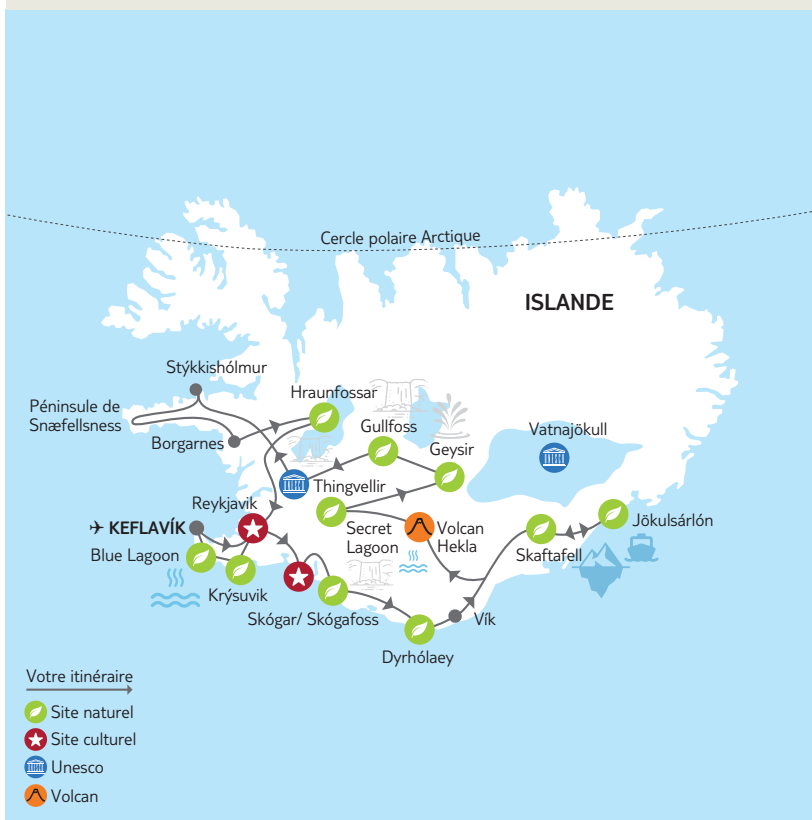 Cercle polaire Arctique
ISLANDE
Stýkkishólmur
Péninsule de
Snæfellsness
Hraunfossar
Borgarnes
Gullfoss
Geysir
Vatnajökull
Thingvellir
Reykjavik
KEFLAVÍK
Blue Lagoon
Krýsuvik
Secret
Lagoon
Volcan
Hekla
Jökulsárlón
Skaftafell
Skógar/ Skógafoss
Vík
Dyrhólaey
Votre itinéraire
Site naturel
Site culturel
Unesco
Volcan